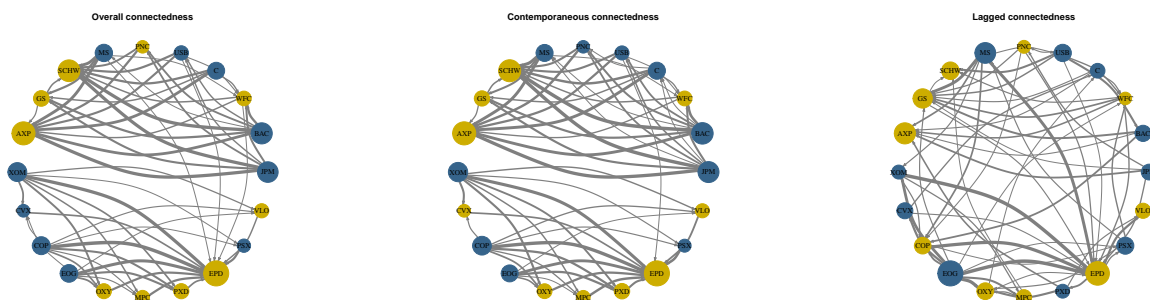 Overall connectedness
PNC
MS
USB
SCHW
C
GS
WFC
AXP
BAC
JPM
XOM
CVX
VLO
COP
PSX
EOG
EPD
OXY
PXD
MPC
Contemporaneous connectedness
PNC
MS
USB
SCHW
C
GS
WFC
AXP
BAC
JPM
XOM
CVX
VLO
COP
PSX
EOG
EPD
OXY
PXD
MPC
Lagged connectedness
PNC
MS
USB
SCHW
C
GS
WFC
AXP
BAC
JPM
XOM
CVX
VLO
COP
PSX
EOG
EPD
OXY
PXD
MPC